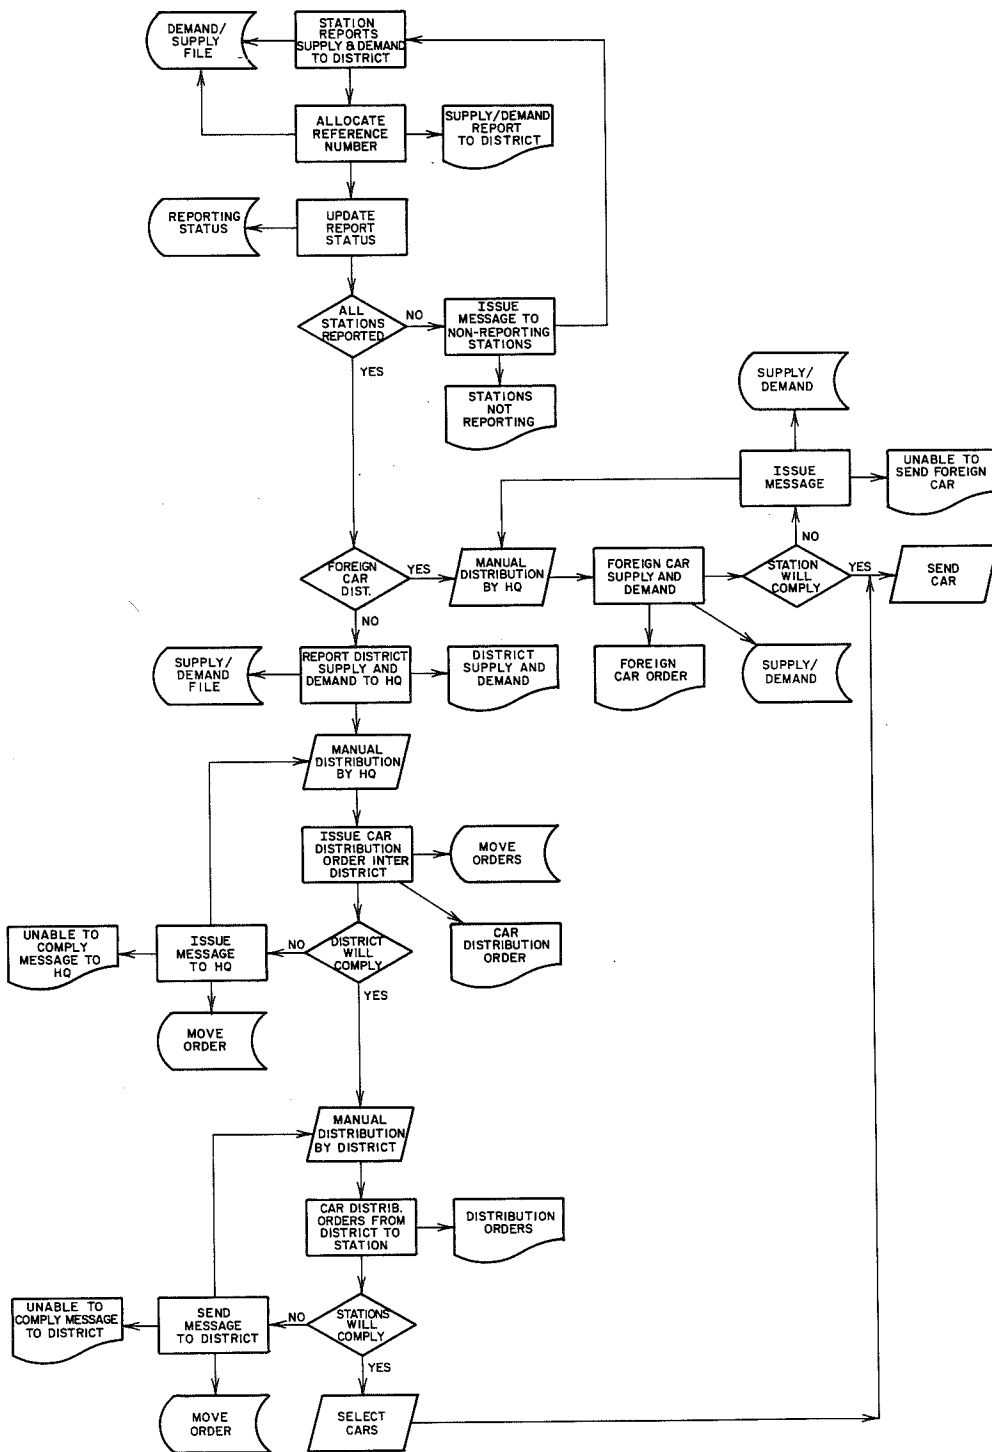 DEMAND/
SUPPLY
FILE
STATION
REPORTS
SUPPLY & DEMAND
TO DISTRICT
ALLOCATE
REFERENCE
NUMBER
SUPPLY/DEMAND
REPORT
TO DISTRICT
REPORTING
STATUS
UPDATE
REPORT
STATUS
ALL
STATIONS
REPORTED
NO
ISSUE
MESSAGE TO
NON-REPORTING
STATIONS
YES
STATIONS
NOT
REPORTING
SUPPLY/
DEMAND
ISSUE
MESSAGE
UNABLE TO
SEND FOREIGN
CAR
NO
FOREIGN
CAR
DIST.
YES
MANUAL
DISTRIBUTION
BY HQ
FOREIGN CAR
SUPPLY AND
DEMAND
STATION
WILL
COMPLY
YES
SEND
CAR
NO
SUPPLY/
DEMAND
FILE
REPORT DISTRICT
SUPPLY AND
DEMAND TO HQ
DISTRICT
SUPPLY AND
DEMAND
FOREIGN
CAR ORDER
SUPPLY/
DEMAND
MANUAL
DISTRIBUTION
BY HQ
ISSUE CAR
DISTRIBUTION
ORDER INTER
DISTRICT
MOVE
ORDERS
UNABLE TO
COMPLY
MESSAGE TO
HQ
ISSUE
MESSAGE
TO HQ
NO
DISTRICT
WILL
COMPLY
CAR
DISTRIBUTION
ORDER
YES
MOVE
ORDER
MANUAL
DISTRIBUTION
BY DISTRICT
CAR DISTRIB.
ORDERS FROM
DISTRICT TO
STATION
DISTRIBUTION
ORDERS
UNABLE TO
COMPLY MESSAGE
TO DISTRICT
SEND
MESSAGE
TO DISTRICT
NO
STATIONS
WILL
COMPLY
YES
MOVE
ORDER
SELECT
CARS